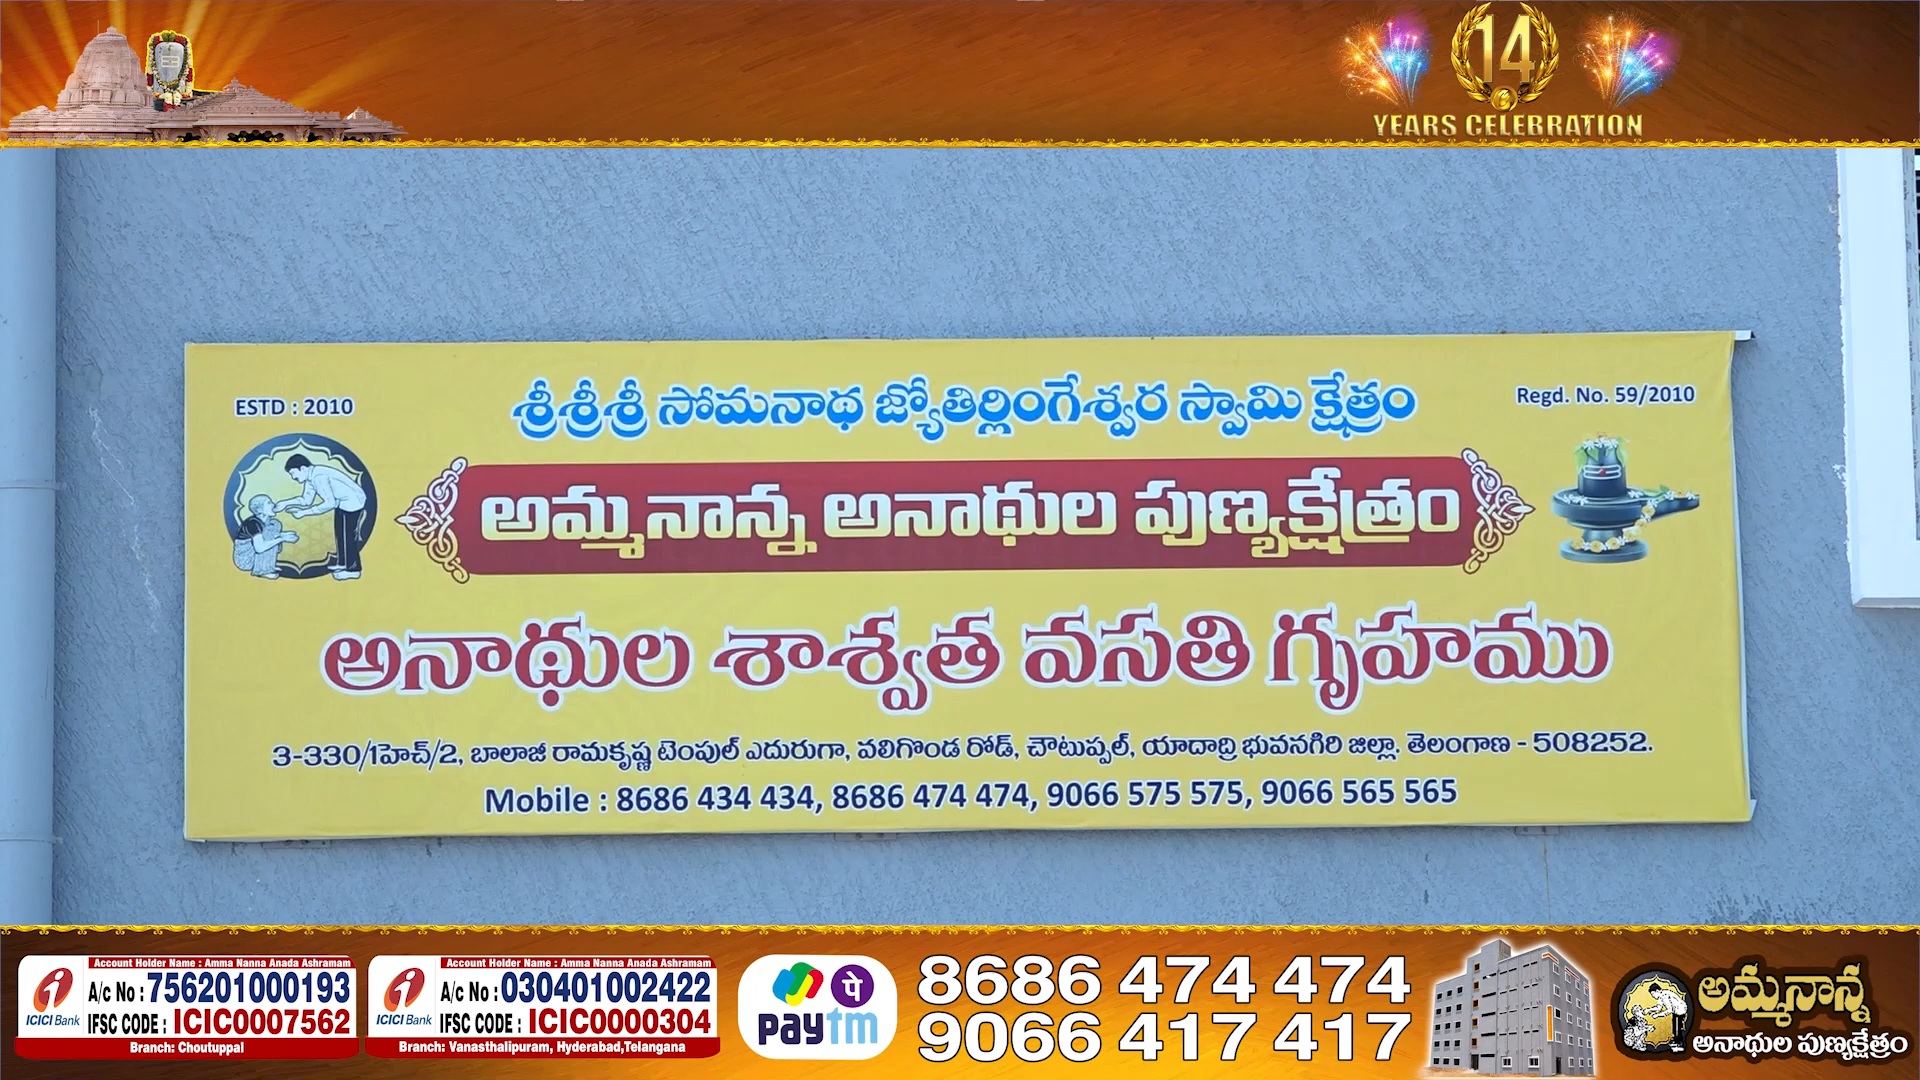 14
YEARS CELEBRATION
ESTD : 2010
శ్రీశ్రీశ్రీ సోమనాథ జ్యోతిర్లింగేశ్వర స్వామి క్షేత్రం
Regd. No. 59/2010
అమ్మనాన్న అనాథుల పుణ్యక్షేత్రం
అనాథుల శాశ్వత వసతి గృహము
3-330/1హెచ్/2, బాలాజీ రామకృష్ణ టెంపుల్ ఎదురుగా, వలిగొండ రోడ్, చౌటుప్పల్, యాదాద్రి భువనగిరి జిల్లా. తెలంగాణ - 508252.
Mobile : 8686 434 434, 8686 474 474, 9066 575 575, 9066 565 565
Account Holder Name : Amma Nanna Anada Ashramam
A/c No : 756201000193
IFSC CODE : ICIC0007562
ICICI Bank
Branch: Choutuppal
Account Holder Name : Amma Nanna Anada Ashramam
A/c No : 030401002422
IFSC CODE : ICIC0000304
ICICI Bank
Branch: Vanasthalipuram, Hyderabad,Telangana
पे
paytm
8686 474 474
9066 417 417
అమ్మనాన్న
అనాథుల పుణ్యక్షేత్రం